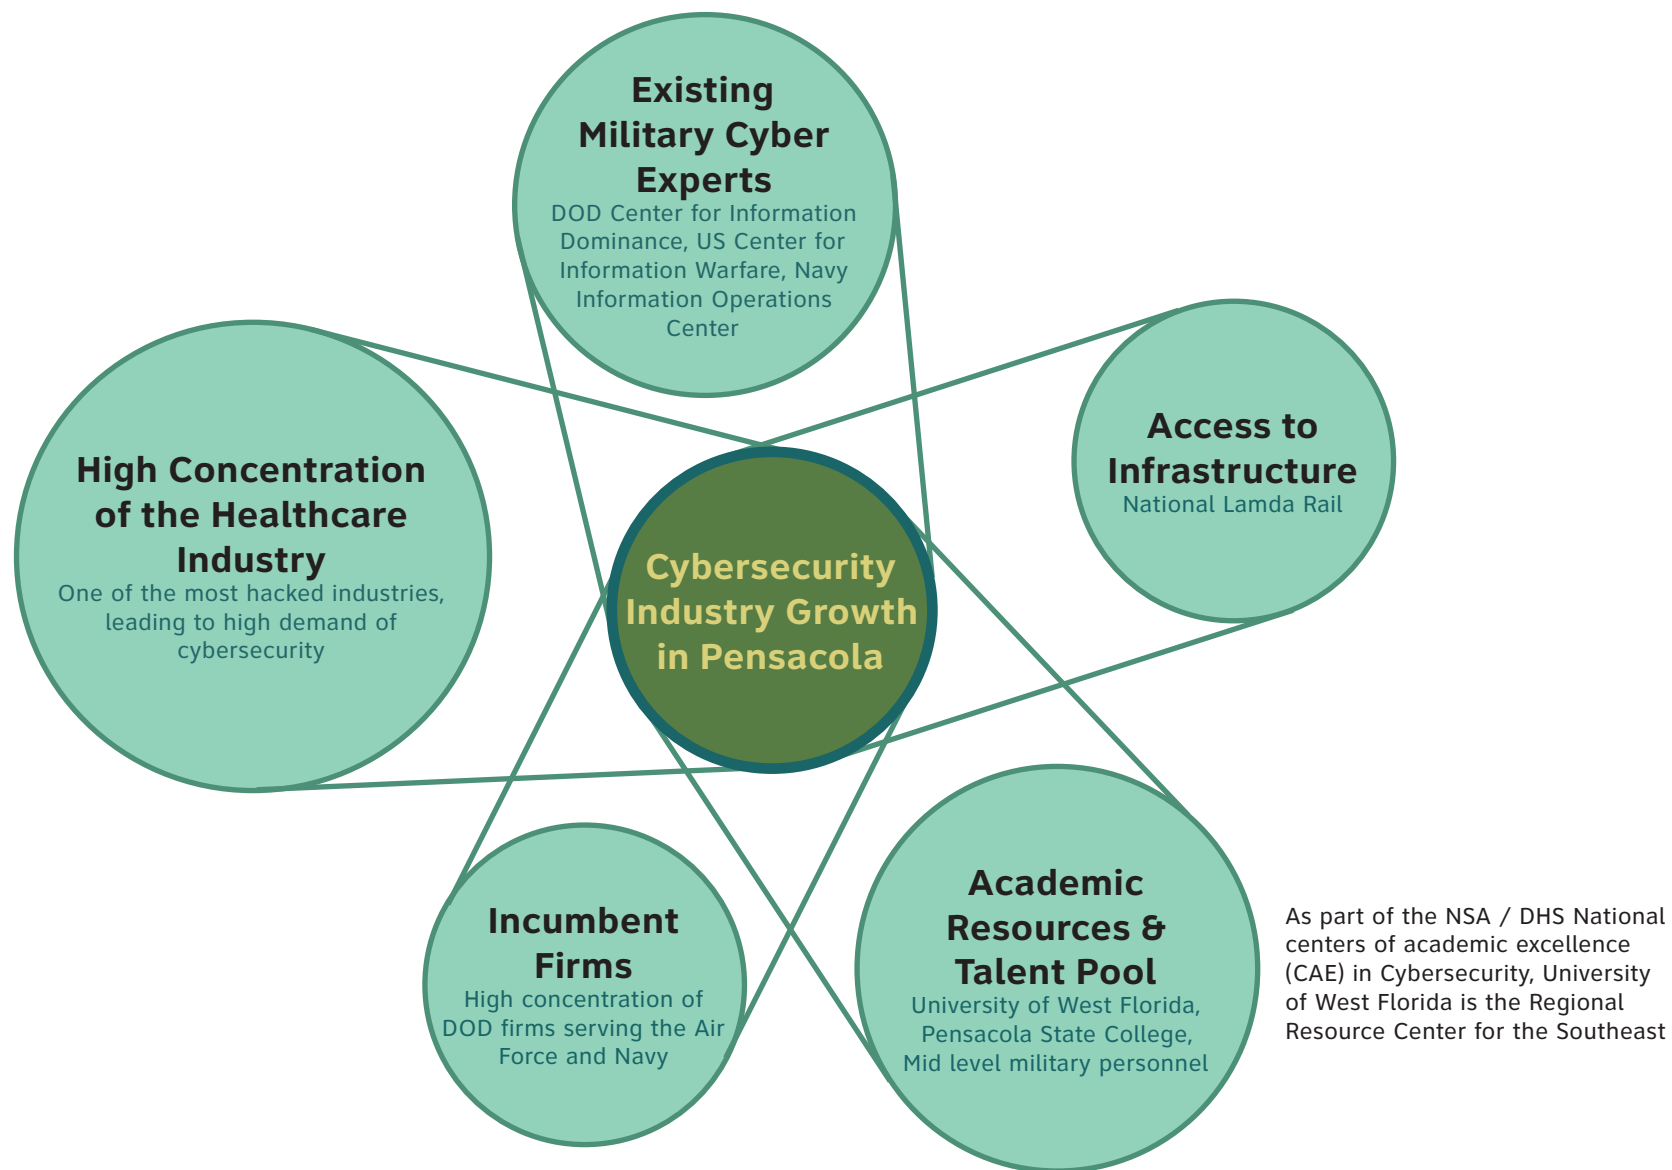 Existing
Military Cyber
Experts
DOD Center for Information
Dominance, US Center for
Information Warfare, Navy
Information Operations
Center
Access to
Infrastructure
National Lamda Rail
High Concentration
of the Healthcare
Industry
One of the most hacked industries,
leading to high demand of
cybersecurity
Cybersecurity
Industry Growth
in Pensacola
Incumbent
Firms
High concentration of
DOD firms serving the Air
Force and Navy
Academic
Resources &
Talent Pool
University of West Florida,
Pensacola State College,
Mid level military personnel
As part of the NSA / DHS National
centers of academic excellence
(CAE) in Cybersecurity, University
of West Florida is the Regional
Resource Center for the Southeast